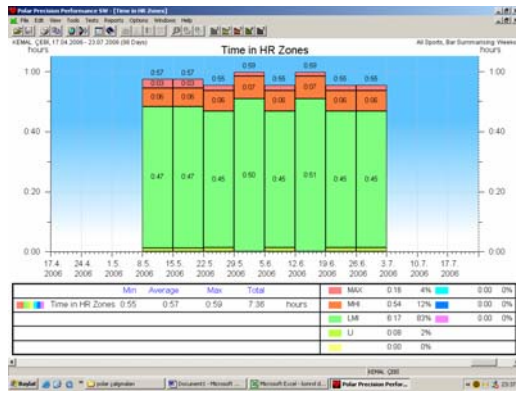 Polar Precision Performance SW - [Time in HR Zones]
File Edit View Tools Tests Reports Options Windows Help
KEMAL ÇEBİ, 17.04.2006 - 23.07.2006 (98 Days)
All Sports, Bar Summarising Weeks
Time in HR Zones
hours hours
0:57 0:57 0:55 0:59 0:55 0:59 0:55 0:55
1:00 1:00
0:03 0:03
0:06 0:06 0:06 0:07 0:06 0:07 0:06 0:06
0:40 0:40
0:47 0:47 0:45 0:50 0:45 0:51 0:45 0:45
0:20 0:20
0:00 0:00
17.4. 24.4. 1.5. 8.5. 15.5. 22.5. 29.5. 5.6. 12.6. 19.6. 26.6. 3.7. 10.7. 17.7.
2006 2006 2006 2006 2006 2006 2006 2006 2006 2006 2006 2006 2006 2006
Min Average Max Total
Time in HR Zones 0:55 0:57 0:59 7:36 hours
MAX 0:16 4% 0:00 0%
MHI 0:54 12% 0:00 0%
LMI 6:17 83% 0:00 0%
LI 0:08 2%
0:00 0%
KEMAL ÇEBİ
Başlat polar çalışmaları Document1 - Microsoft ... Microsoft Excel - Polar Precision Perfor...